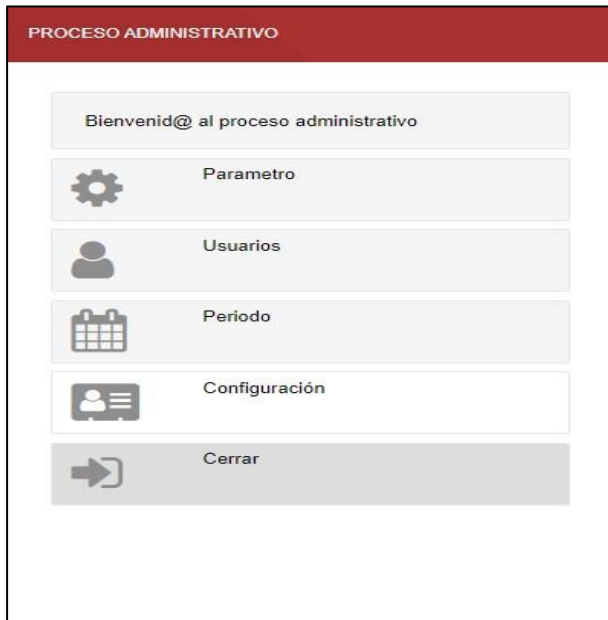 PROCESO ADMINISTRATIVO
Bienvenid@ al proceso administrativo
Parametro
Usuarios
Periodo
Configuración
Cerrar